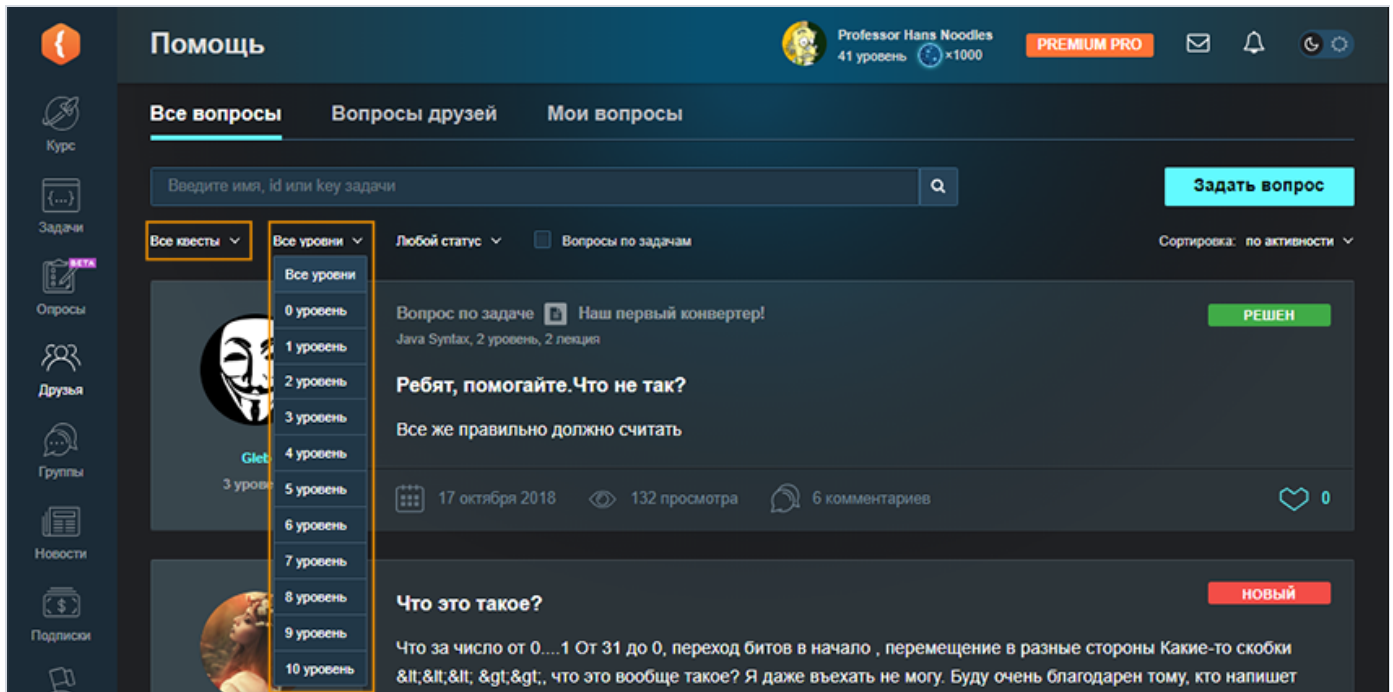 Помощь
Professor Hans Noodles
41 уровень ×1000
PREMIUM PRO
Курс
{...}
Задачи
BETA
Опросы
Друзья
Группы
Новости
Подписки
Все вопросы Вопросы друзей Мои вопросы
Введите имя, id или key задачи
Задать вопрос
Все квесты Все уровни Любой статус Вопросы по задачам Сортировка: по активности
Все уровни
0 уровень
1 уровень
2 уровень
3 уровень
4 уровень
5 уровень
6 уровень
7 уровень
8 уровень
9 уровень
10 уровень
Gleb
3 уров
Вопрос по задаче Наш первый конвертер!
РЕШЕН
Java Syntax, 2 уровень, 2 лекция
Ребят, помогайте.Что не так?
Все же правильно должно считать
17 октября 2018 132 просмотра 6 комментариев 0
Что это такое?
НОВЫЙ
Что за число от 0....1 От 31 до 0, переход битов в начало , перемещение в разные стороны Какие-то скобки
&lt;&lt;&lt; &gt;&gt;, что это вообще такое? Я даже въехать не могу. Буду очень благодарен тому, кто напишет